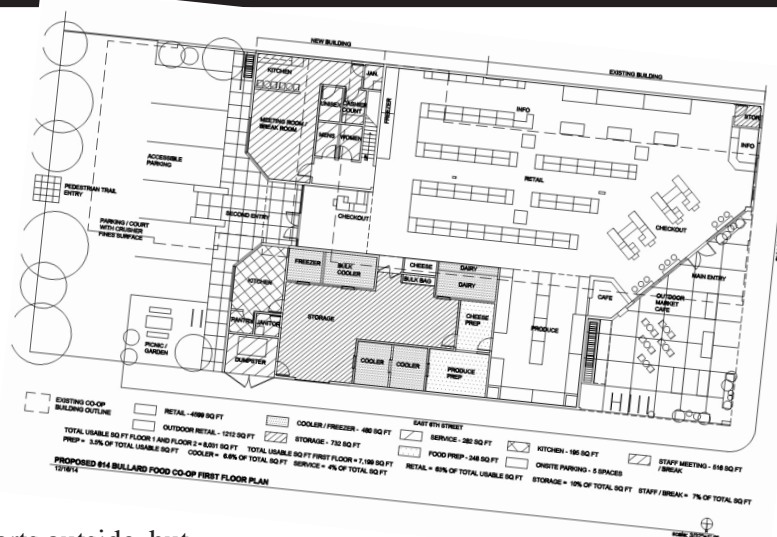 NEW BUILDING
EXISTING BUILDING
KITCHEN
JAN.
FREEZER
UNISEX
CASHIER COUNT
MENS
WOMEN
MEETING ROOM /
BREAK ROOM
INFO
STOR
INFO
RETAIL
ACCESSIBLE
PARKING
PEDESTRIAN TRAIL
ENTRY
PARKING / COURT
WITH CRUSHER
FINES SURFACE
SECOND ENTRY
CHECKOUT
CHECKOUT
MAIN ENTRY
KITCHEN
FREEZER
BULK
COOLER
CHEESE
BULK BAG
DAIRY
DAIRY
CAFE
OUTDOOR
MARKET
CAFE
STORAGE
CHEESE
PREP
PRODUCE
PANTRY
JANITOR
DUMPSTER
COOLER
COOLER
PRODUCE
PREP
PICNIC /
GARDEN
EAST 6TH STREET
EXISTING CO-OP
BUILDING OUTLINE
RETAIL - 4599 SQ FT
OUTDOOR RETAIL - 1212 SQ FT
COOLER / FREEZER - 480 SQ FT
STORAGE - 732 SQ FT
SERVICE - 282 SQ FT
FOOD PREP - 248 SQ FT
KITCHEN - 195 SQ FT
ONSITE PARKING - 5 SPACES
STAFF MEETING - 516 SQ FT
/ BREAK
TOTAL USABLE SQ FT FLOOR 1 AND FLOOR 2 = 8,031 SQ FT TOTAL USABLE SQ FT FIRST FLOOR = 7,199 SQ FT RETAIL = 63% OF TOTAL USABLE SQ FT STORAGE = 10% OF TOTAL SQ FT STAFF / BREAK = 7% OF TOTAL SQ FT
PREP = 3.5% OF TOTAL USABLE SQ FT COOLER = 6.6% OF TOTAL SQ FT SERVICE = 4% OF TOTAL SQ FT
PROPOSED 614 BULLARD FOOD CO-OP FIRST FLOOR PLAN
12/16/14
outside, but